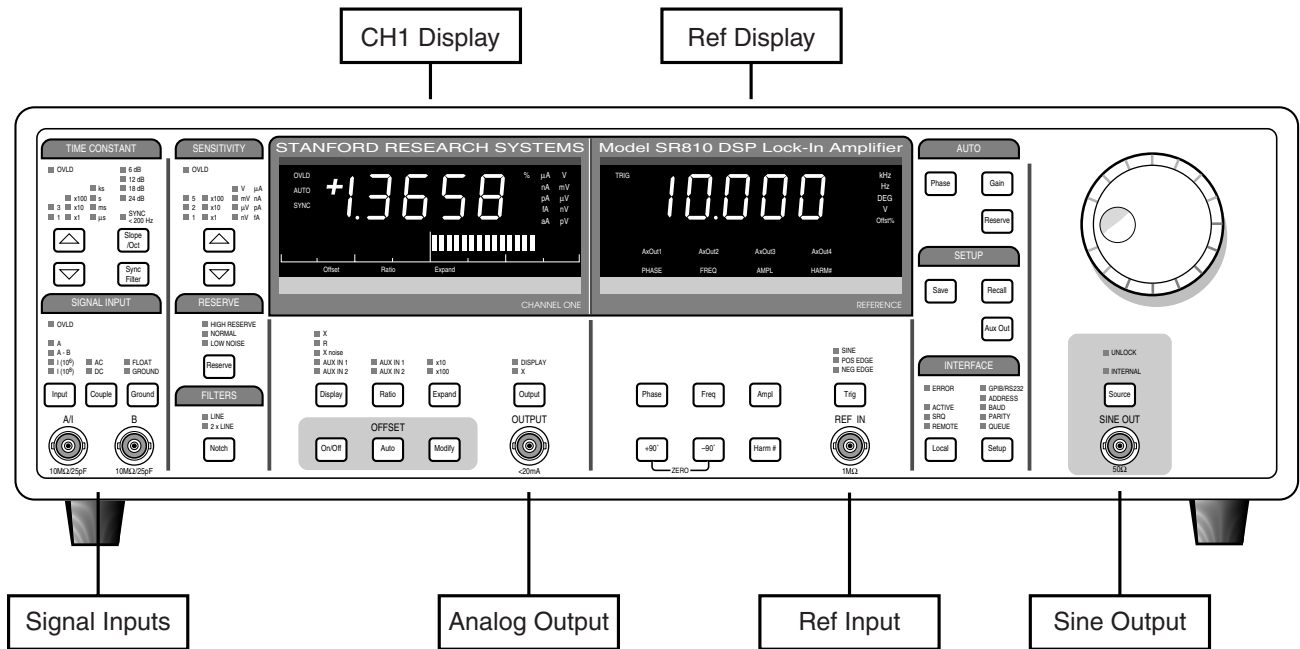 CH1 Display
Ref Display
TIME CONSTANT
OVLD
6 dB
12 dB
18 dB
24 dB
ks
x100 s
3 x10 ms
1 x1 µs
SYNC
< 200 Hz
Slope
/Oct
Sync
Filter
SENSITIVITY
OVLD
V µA
5 x100 mV nA
2 x10 µV pA
1 x1 nV fA
STANFORD RESEARCH SYSTEMS
OVLD
AUTO
SYNC
+1.3658
% µA V
nA mV
pA µV
fA nV
aA pV
Offset Ratio Expand
CHANNEL ONE
Model SR810 DSP Lock-In Amplifier
TRIG
10.000
kHz
Hz
DEG
V
Offst%
AxOut1 AxOut2 AxOut3 AxOut4
PHASE FREQ AMPL HARM#
REFERENCE
AUTO
Phase Gain
Reserve
SETUP
Save Recall
Aux Out
SIGNAL INPUT
OVLD
A
A - B
I (10⁶) AC FLOAT
I (10⁸) DC GROUND
Input Couple Ground
A/I B
10MΩ/25pF 10MΩ/25pF
RESERVE
HIGH RESERVE
NORMAL
LOW NOISE
Reserve
FILTERS
LINE
2 x LINE
Notch
X
R
X noise
AUX IN 1 AUX IN 1 x10 DISPLAY
AUX IN 2 AUX IN 2 x100 X
Display Ratio Expand Output
OFFSET
On/Off Auto Modify
OUTPUT
<20mA
SINE
POS EDGE
NEG EDGE
Phase Freq Ampl Trig
+90˚ –90˚ Harm #
ZERO
REF IN
1MΩ
INTERFACE
ERROR GPIB/RS232
ADDRESS
ACTIVE BAUD
SRQ PARITY
REMOTE QUEUE
Local Setup
UNLOCK
INTERNAL
Source
SINE OUT
50Ω
Signal Inputs
Analog Output
Ref Input
Sine Output